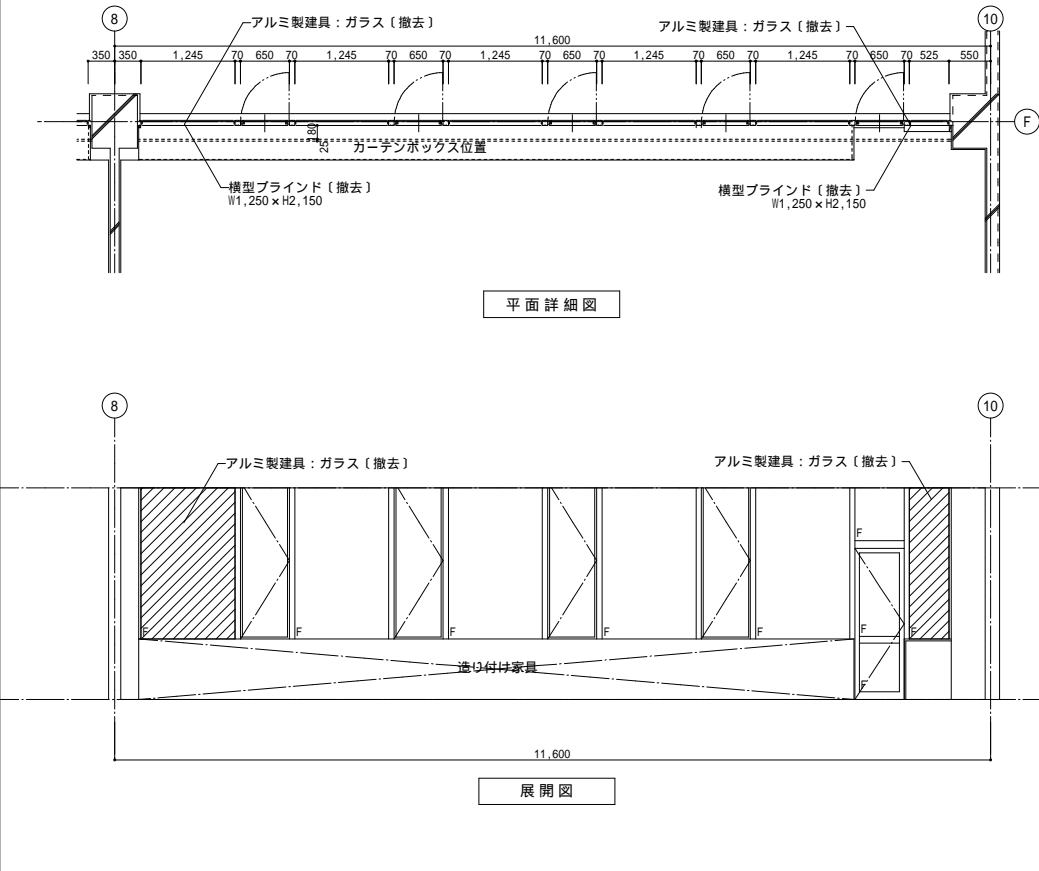 8
10
アルミ製建具：ガラス〔撤去〕
アルミ製建具：ガラス〔撤去〕
11,600
350 350 1,245 70 650 70 1,245 70 650 70 1,245 70 650 70 1,245 70 650 70 1,245 70 650 70 525 550
F
180
25
カーテンボックス位置
横型ブラインド〔撤去〕
W1,250×H2,150
横型ブラインド〔撤去〕
W1,250×H2,150
平面詳細図
8
10
アルミ製建具：ガラス〔撤去〕
アルミ製建具：ガラス〔撤去〕
F
F F F F F F F
造り付け家具
F
11,600
展開図